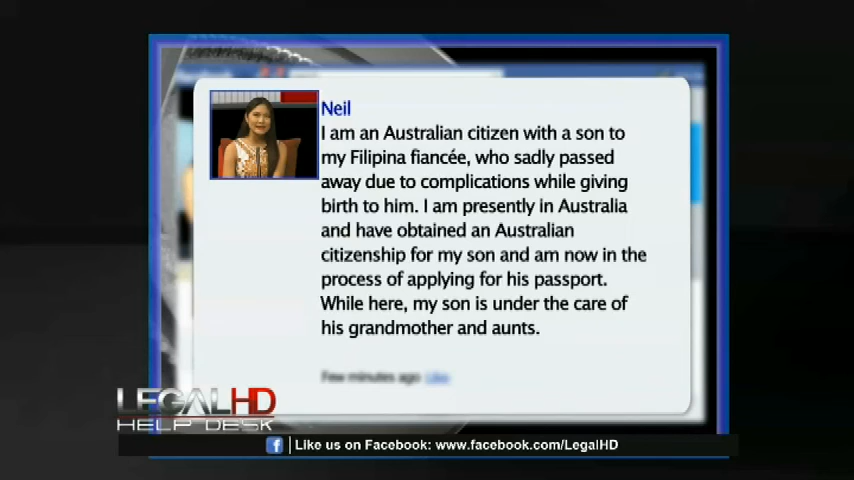 Neil
I am an Australian citizen with a son to
my Filipina fiancée, who sadly passed
away due to complications while giving
birth to him. I am presently in Australia
and have obtained an Australian
citizenship for my son and am now in the
process of applying for his passport.
While here, my son is under the care of
his grandmother and aunts.
Few minutes ago Like
LEGALHD
HELP DESK
f | Like us on Facebook: www.facebook.com/LegalHD